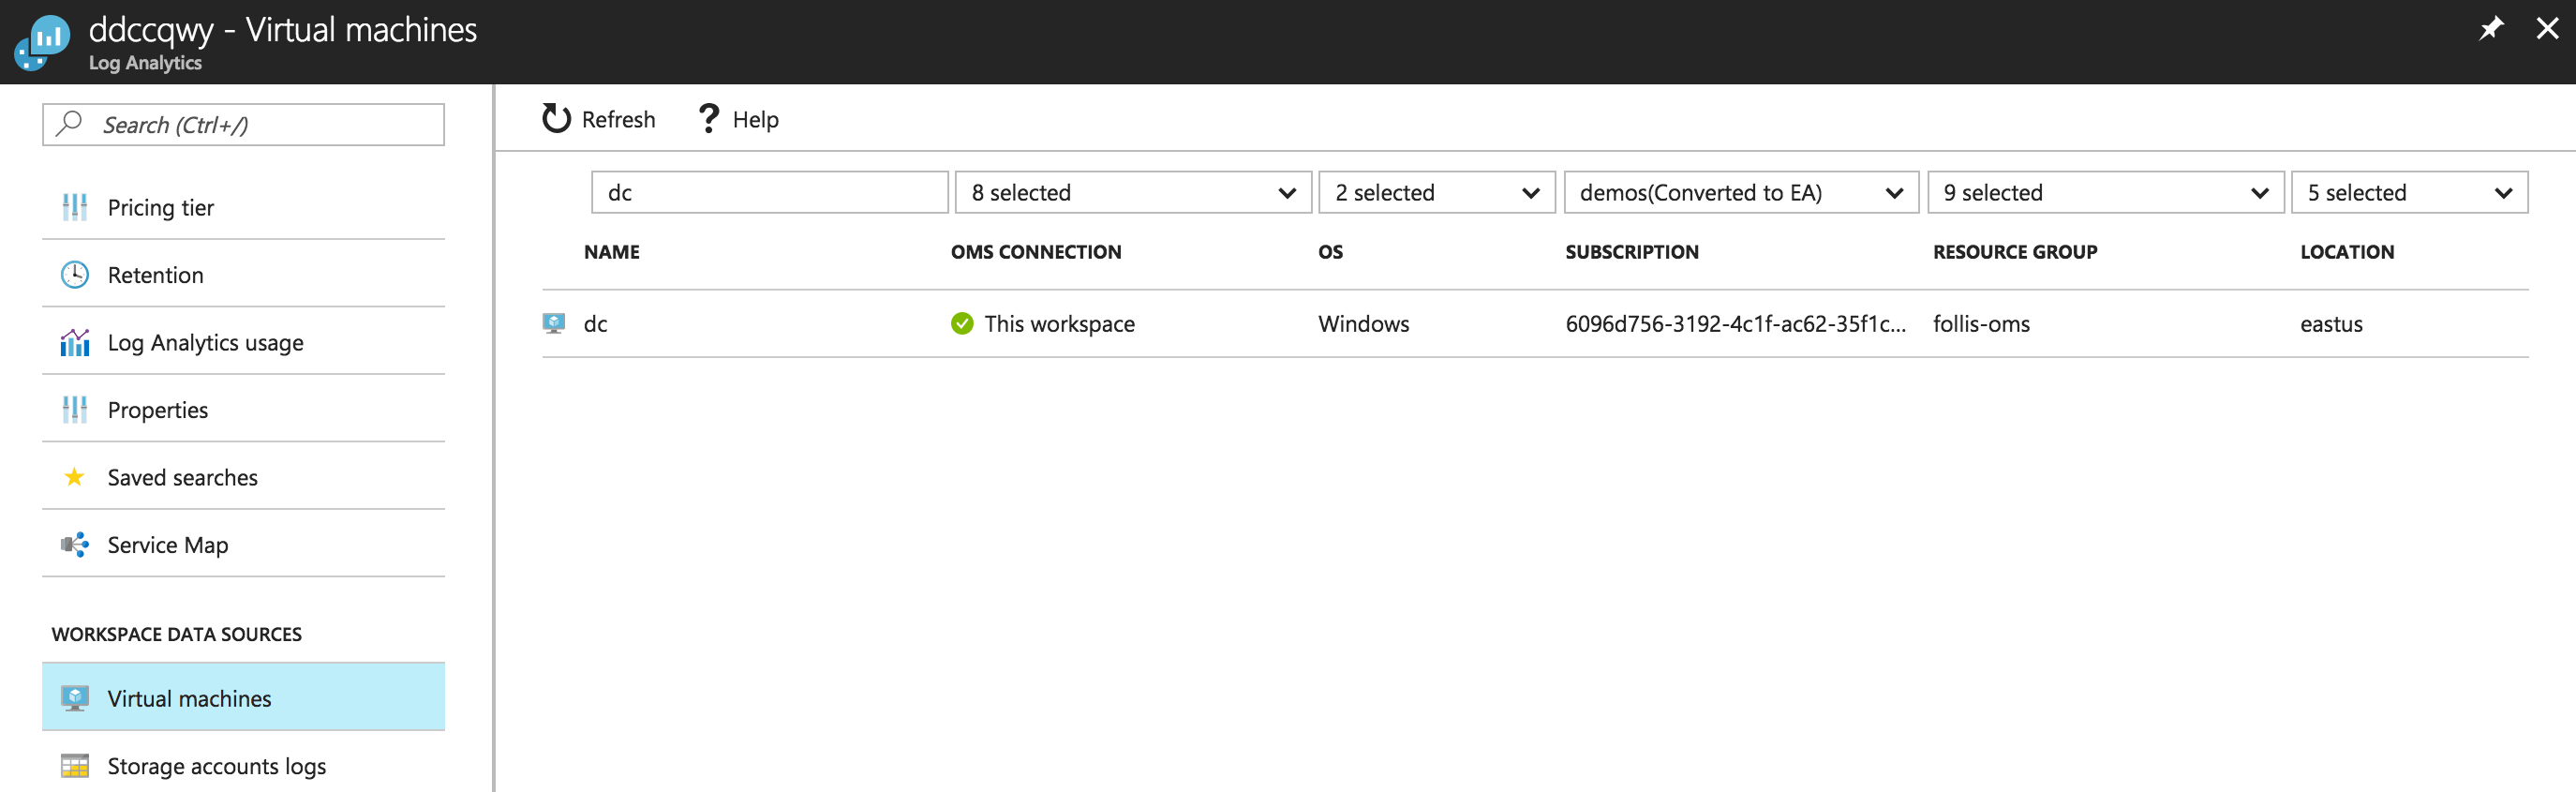 ddccqwy - Virtual machines
Log Analytics
Search (Ctrl+/)
Pricing tier
Retention
Log Analytics usage
Properties
Saved searches
Service Map
WORKSPACE DATA SOURCES
Virtual machines
Storage accounts logs
Refresh ? Help
dc 8 selected 2 selected demos(Converted to EA) 9 selected 5 selected
NAME OMS CONNECTION OS SUBSCRIPTION RESOURCE GROUP LOCATION
dc This workspace Windows 6096d756-3192-4c1f-ac62-35f1c... follis-oms eastus